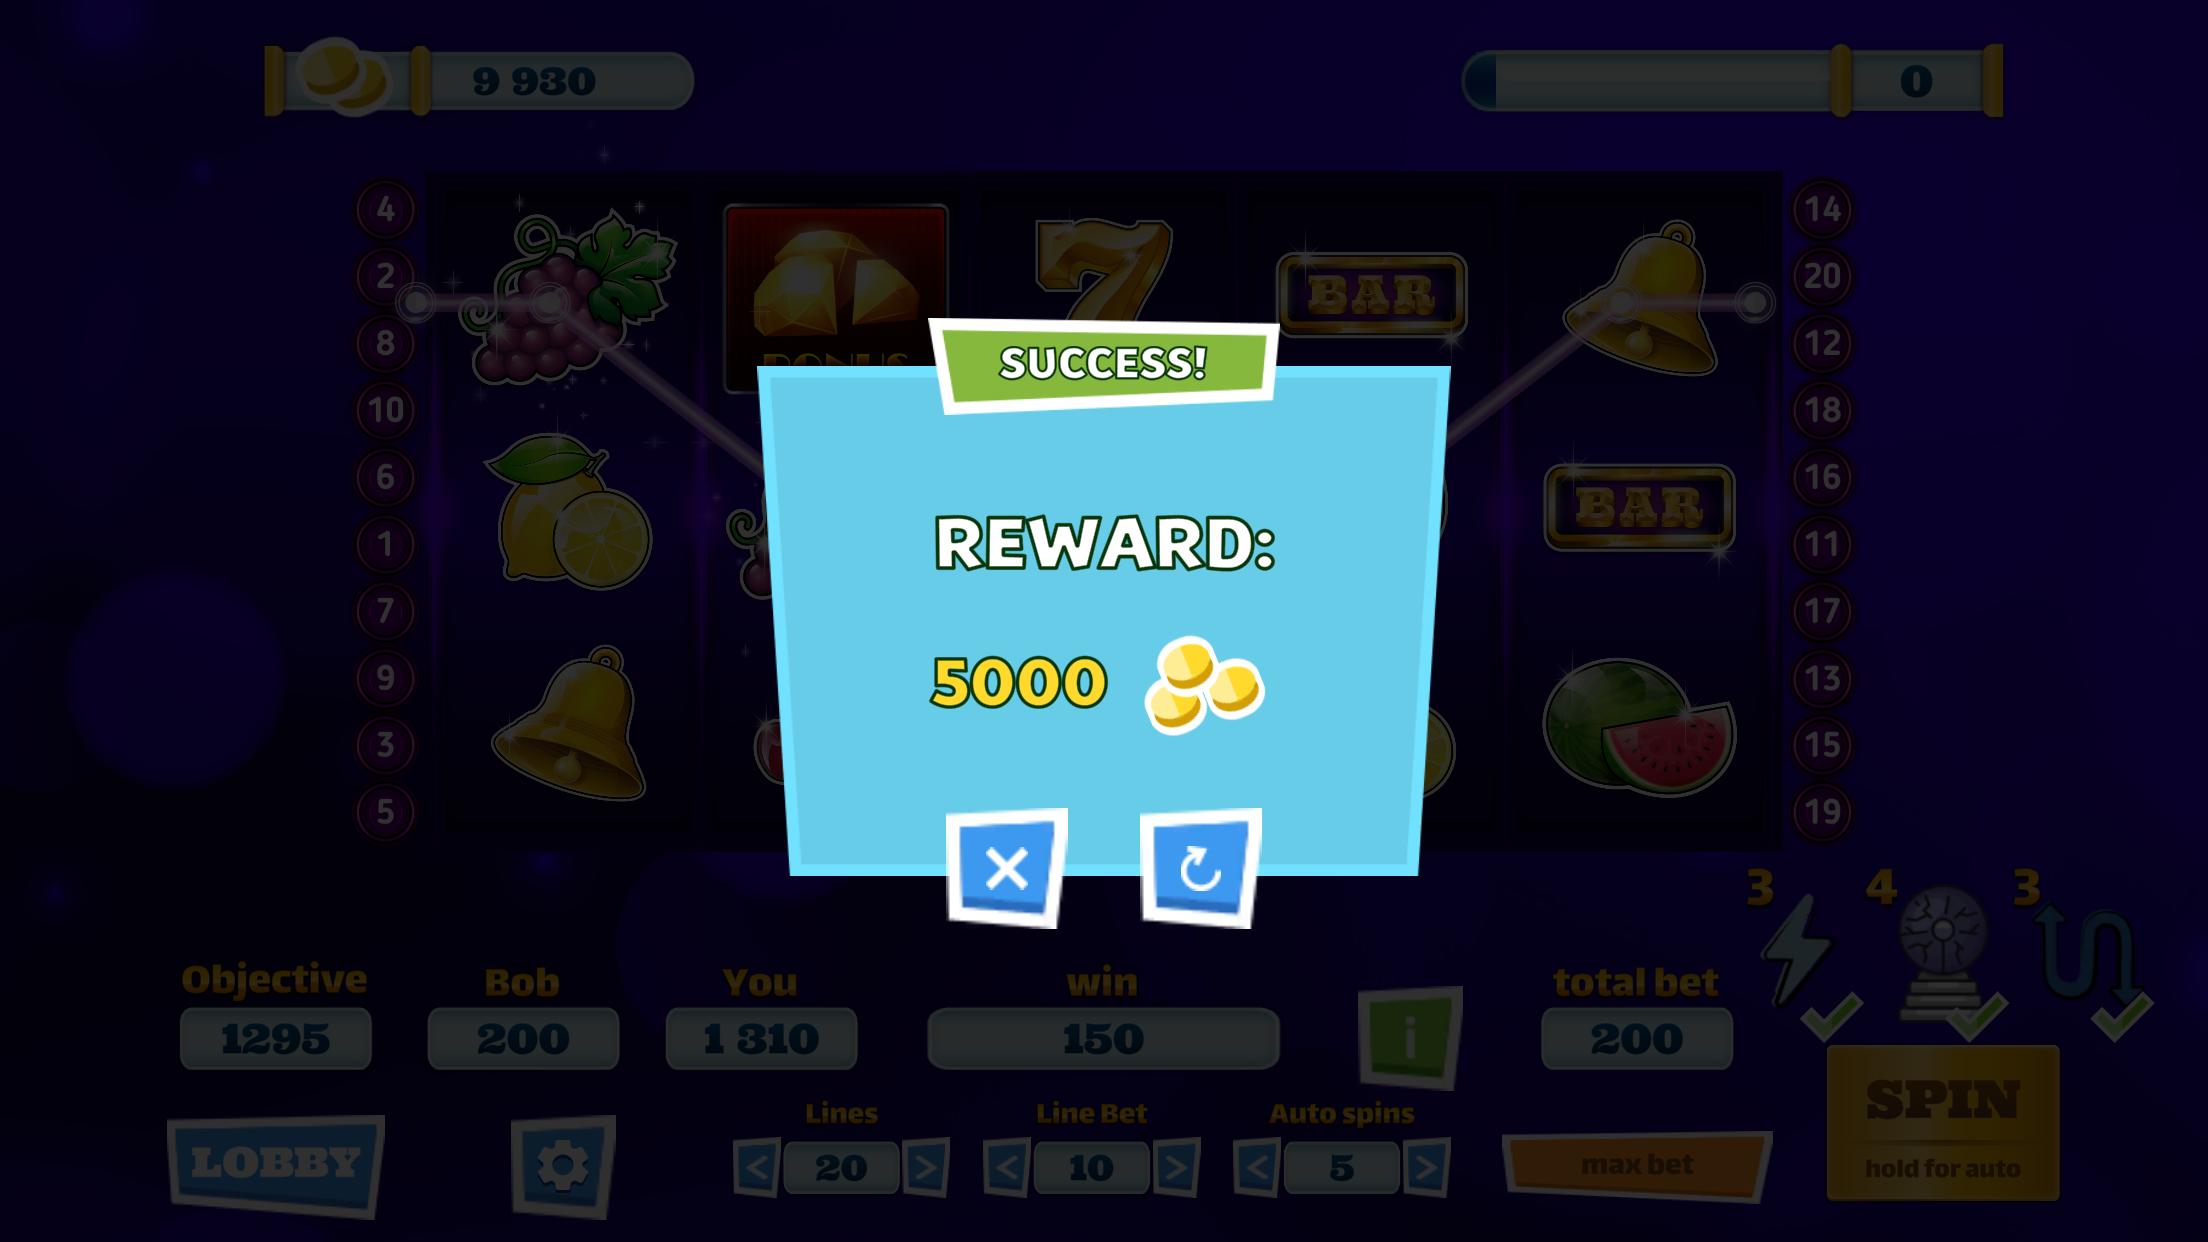 9 930
0
4
14
2
20
BAR
8
12
BONUS
SUCCESS!
10
18
6
16
BAR
REWARD:
1
11
7
17
5000
9
13
3
15
5
19
3
4
3
Objective
Bob
You
win
total bet
1295
200
1 310
150
i
200
Lines
Line Bet
Auto spins
SPIN
LOBBY
< 20 >
< 10 >
< 5 >
max bet
hold for auto